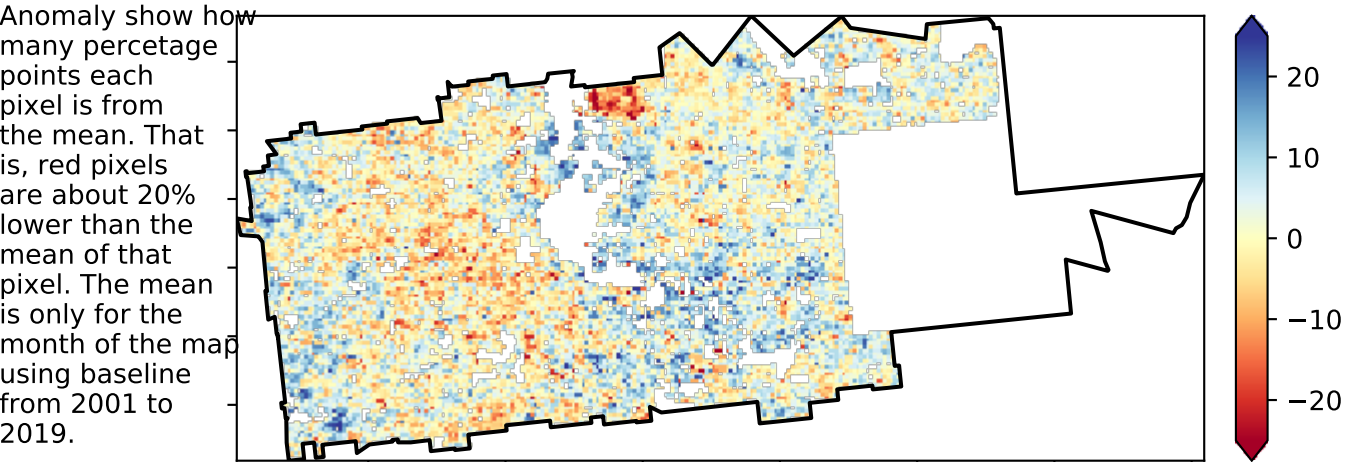 Anomaly show how
many percetage
points each
pixel is from
the mean. That
is, red pixels
are about 20%
lower than the
mean of that
pixel. The mean
is only for the
month of the map
using baseline
from 2001 to
2019.
20
10
0
−10
−20